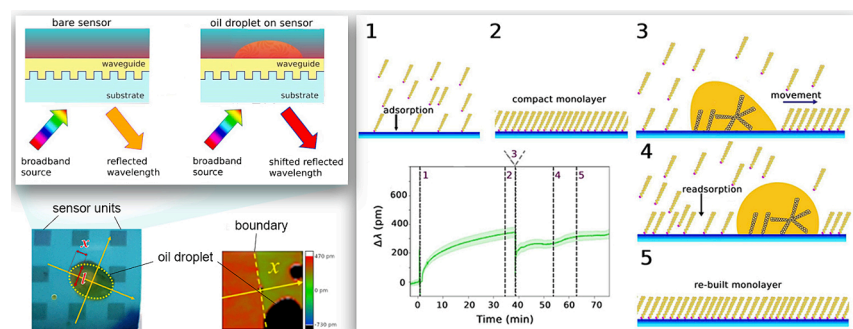 bare sensor
oil droplet on sensor
waveguide
substrate
waveguide
substrate
broadband
source
reflected
wavelength
broadband
source
shifted reflected
wavelength
sensor units
x
l
boundary
oil droplet
x
470 pm
0 pm
-730 pm
1
adsorption
2
compact monolayer
3
movement
4
readsorption
5
re-built monolayer
3
1
2
4
5
Δλ (pm)
600
400
200
0
0 10 20 30 40 50 60 70
Time (min)